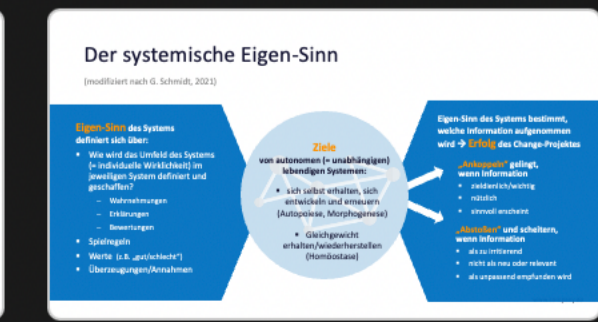 Der systemische Eigen-Sinn
(modifiziert nach G. Schmidt, 2021)
Eigen-Sinn des Systems
definiert sich über:
• Wie wird das Umfeld des Systems
(= individuelle Wirklichkeit) im
jeweiligen System definiert und
geschaffen?
– Wahrnehmungen
– Erklärungen
– Bewertungen
• Spielregeln
• Werte (z.B. „gut/schlecht")
• Überzeugungen/Annahmen
Ziele
von autonomen (= unabhängigen)
lebendigen Systemen:
• sich selbst erhalten, sich
entwickeln und erneuern
(Autopoiese, Morphogenese)
• Gleichgewicht
erhalten/wiederherstellen
(Homöostase)
Eigen-Sinn des Systems bestimmt,
welche Information aufgenommen
wird → Erfolg des Change-Projektes
„Ankoppeln" gelingt,
wenn Information
• zieldienlich/wichtig
• nützlich
• sinnvoll erscheint
„Abstoßen" und scheitern,
wenn Information
• als zu irritierend
• nicht als neu oder relevant
• als unpassend empfunden wird